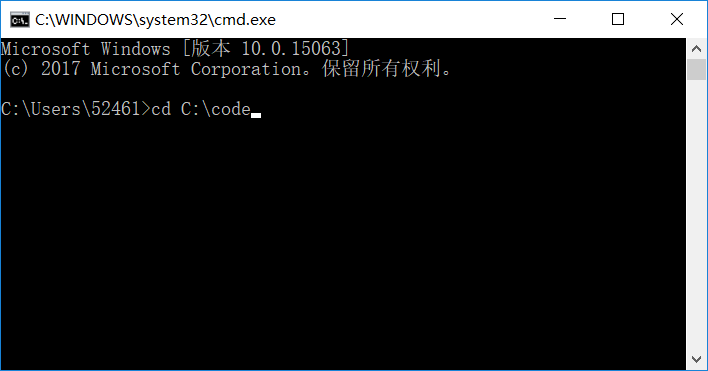 C:\WINDOWS\system32\cmd.exe
Microsoft Windows [版本 10.0.15063]
(c) 2017 Microsoft Corporation。保留所有权利。
C:\Users\52461>cd C:\code